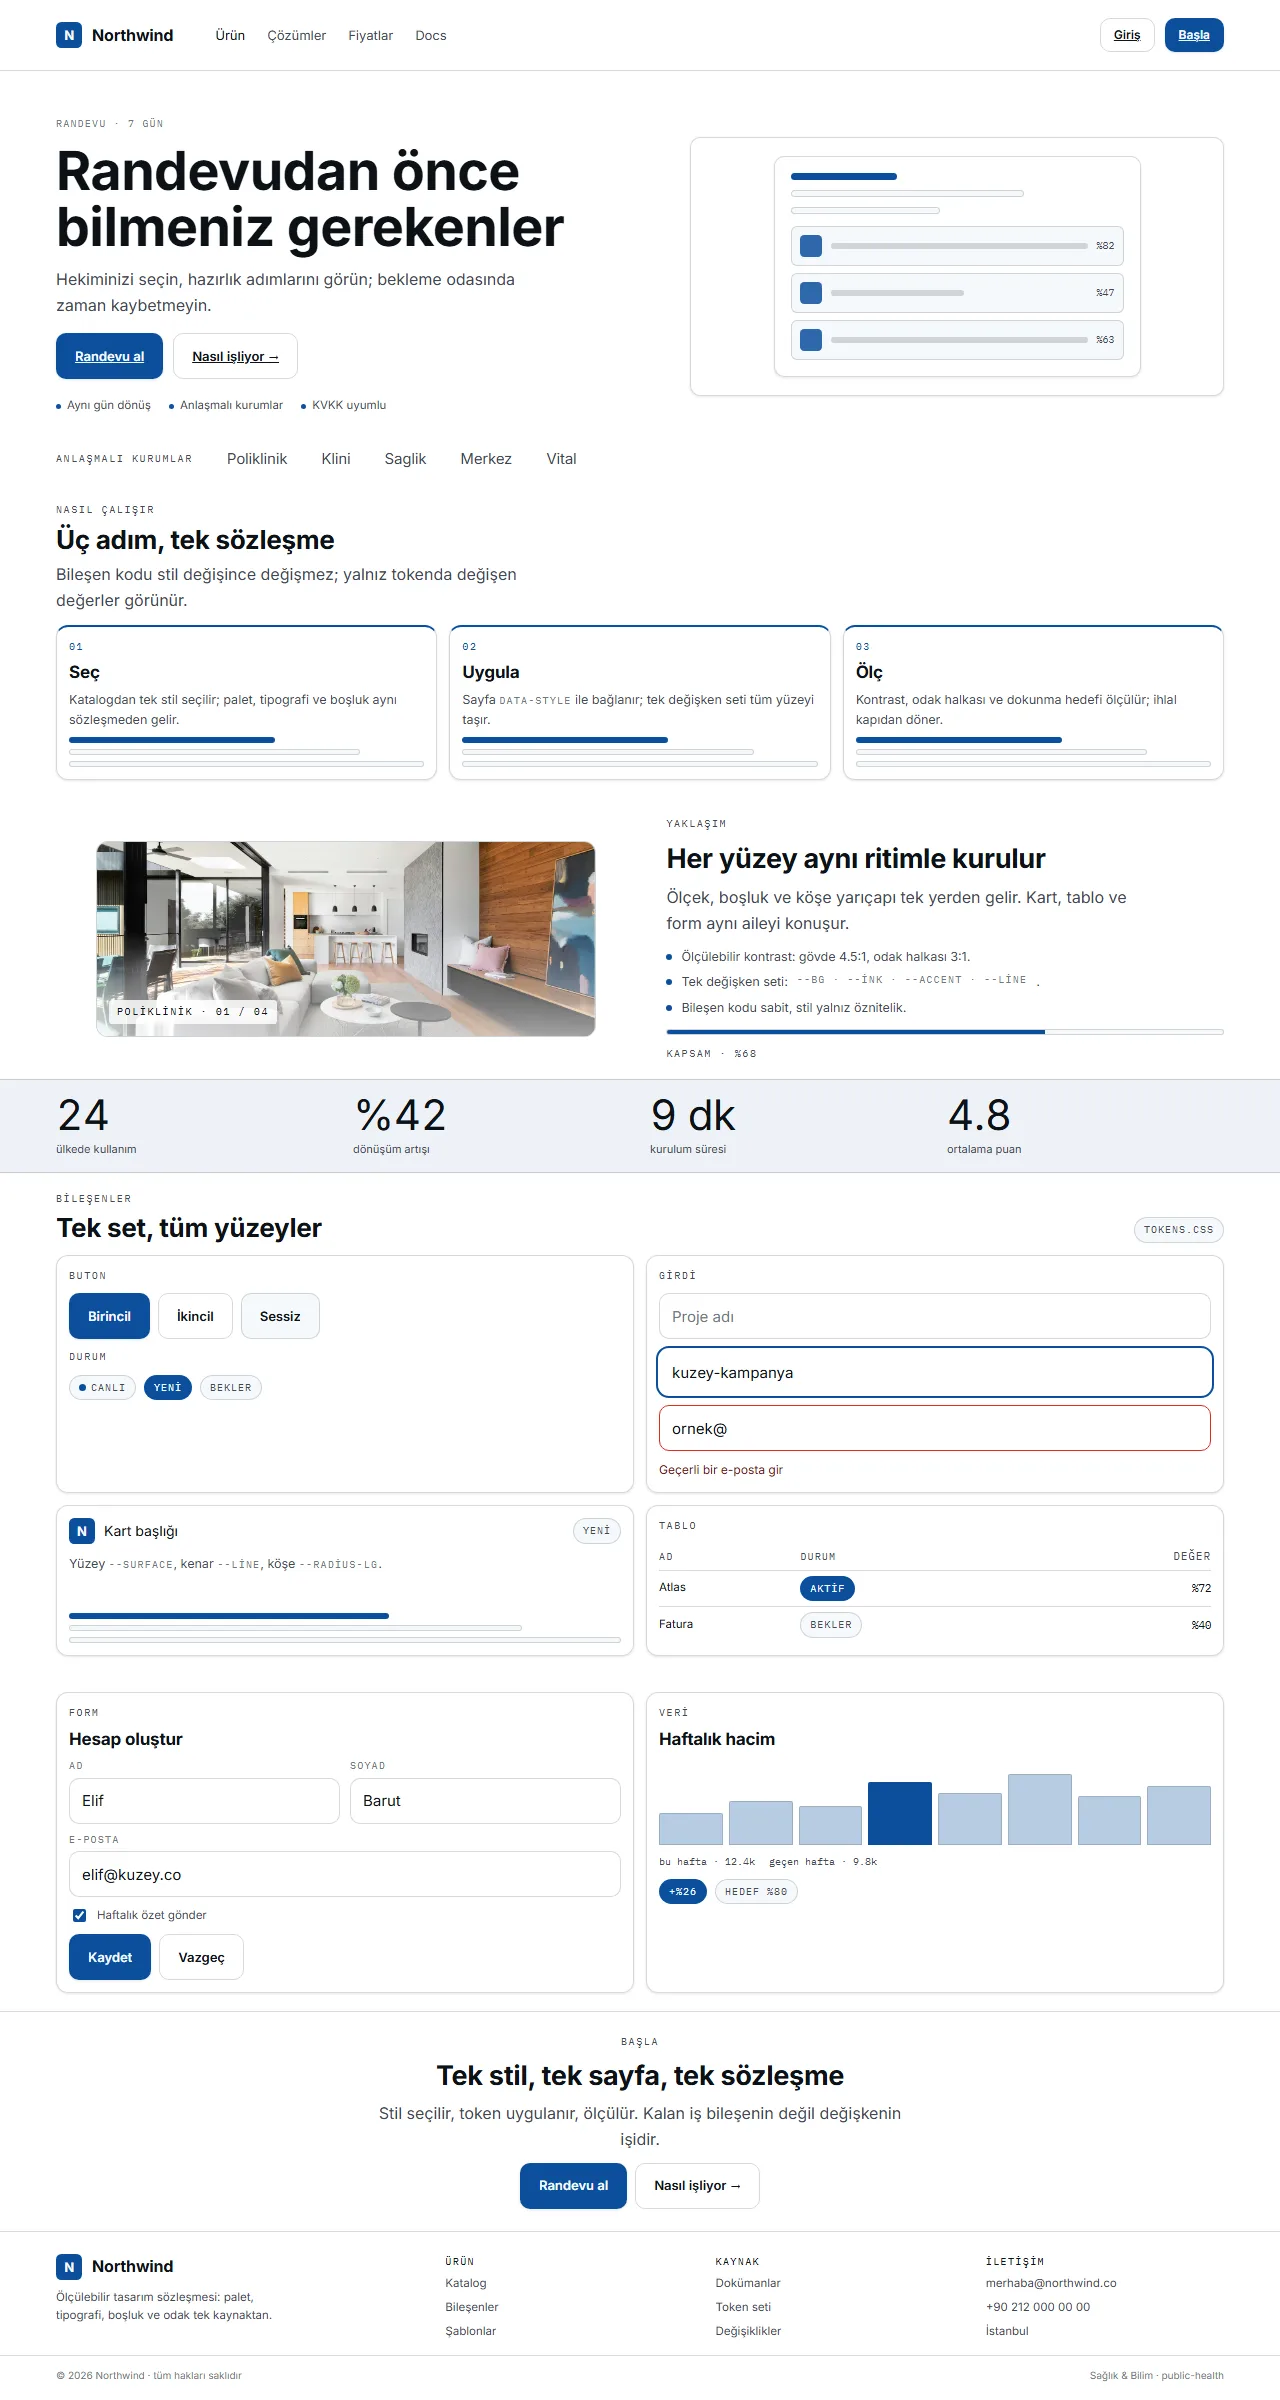 N Northwind Ürün Çözümler Fiyatlar Docs Giriş Başla
RANDEVU · 7 GÜN
Randevudan önce
bilmeniz gerekenler
Hekiminizi seçin, hazırlık adımlarını görün; bekleme odasında
zaman kaybetmeyin.
Randevu al Nasıl işliyor →
Aynı gün dönüş Anlaşmalı kurumlar KVKK uyumlu
%82
%47
%63
ANLAŞMALI KURUMLAR Poliklinik Klini Saglik Merkez Vital
NASIL ÇALIŞIR
Üç adım, tek sözleşme
Bileşen kodu stil değişince değişmez; yalnız tokenda değişen
değerler görünür.
01
Seç
Katalogdan tek stil seçilir; palet, tipografi ve boşluk aynı
sözleşmeden gelir.
02
Uygula
Sayfa DATA-STYLE ile bağlanır; tek değişken seti tüm yüzeyi
taşır.
03
Ölç
Kontrast, odak halkası ve dokunma hedefi ölçülür; ihlal
kapıdan döner.
POLİKLİNİK · 01 / 04
YAKLAŞIM
Her yüzey aynı ritimle kurulur
Ölçek, boşluk ve köşe yarıçapı tek yerden gelir. Kart, tablo ve
form aynı aileyi konuşur.
Ölçülebilir kontrast: gövde 4.5:1, odak halkası 3:1.
Tek değişken seti: --BG · --İNK · --ACCENT · --LİNE .
Bileşen kodu sabit, stil yalnız öznitelik.
KAPSAM · %68
24
ülkede kullanım
%42
dönüşüm artışı
9 dk
kurulum süresi
4.8
ortalama puan
BİLEŞENLER
Tek set, tüm yüzeyler
TOKENS.CSS
BUTON
Birincil İkincil Sessiz
DURUM
CANLI YENİ BEKLER
GİRDİ
Proje adı
kuzey-kampanya
ornek@
Geçerli bir e-posta gir
N Kart başlığı YENİ
Yüzey --SURFACE, kenar --LİNE, köşe --RADİUS-LG.
TABLO
AD DURUM DEĞER
Atlas AKTİF %72
Fatura BEKLER %40
FORM
Hesap oluştur
AD SOYAD
Elif Barut
E-POSTA
elif@kuzey.co
Haftalık özet gönder
Kaydet Vazgeç
VERİ
Haftalık hacim
bu hafta · 12.4k geçen hafta · 9.8k
+%26 HEDEF %80
BAŞLA
Tek stil, tek sayfa, tek sözleşme
Stil seçilir, token uygulanır, ölçülür. Kalan iş bileşenin değil değişkenin
işidir.
Randevu al Nasıl işliyor →
N Northwind
Ölçülebilir tasarım sözleşmesi: palet,
tipografi, boşluk ve odak tek kaynaktan.
ÜRÜN
Katalog
Bileşenler
Şablonlar
KAYNAK
Dokümanlar
Token seti
Değişiklikler
İLETİŞİM
merhaba@northwind.co
+90 212 000 00 00
İstanbul
© 2026 Northwind · tüm hakları saklıdır
Sağlık & Bilim · public-health